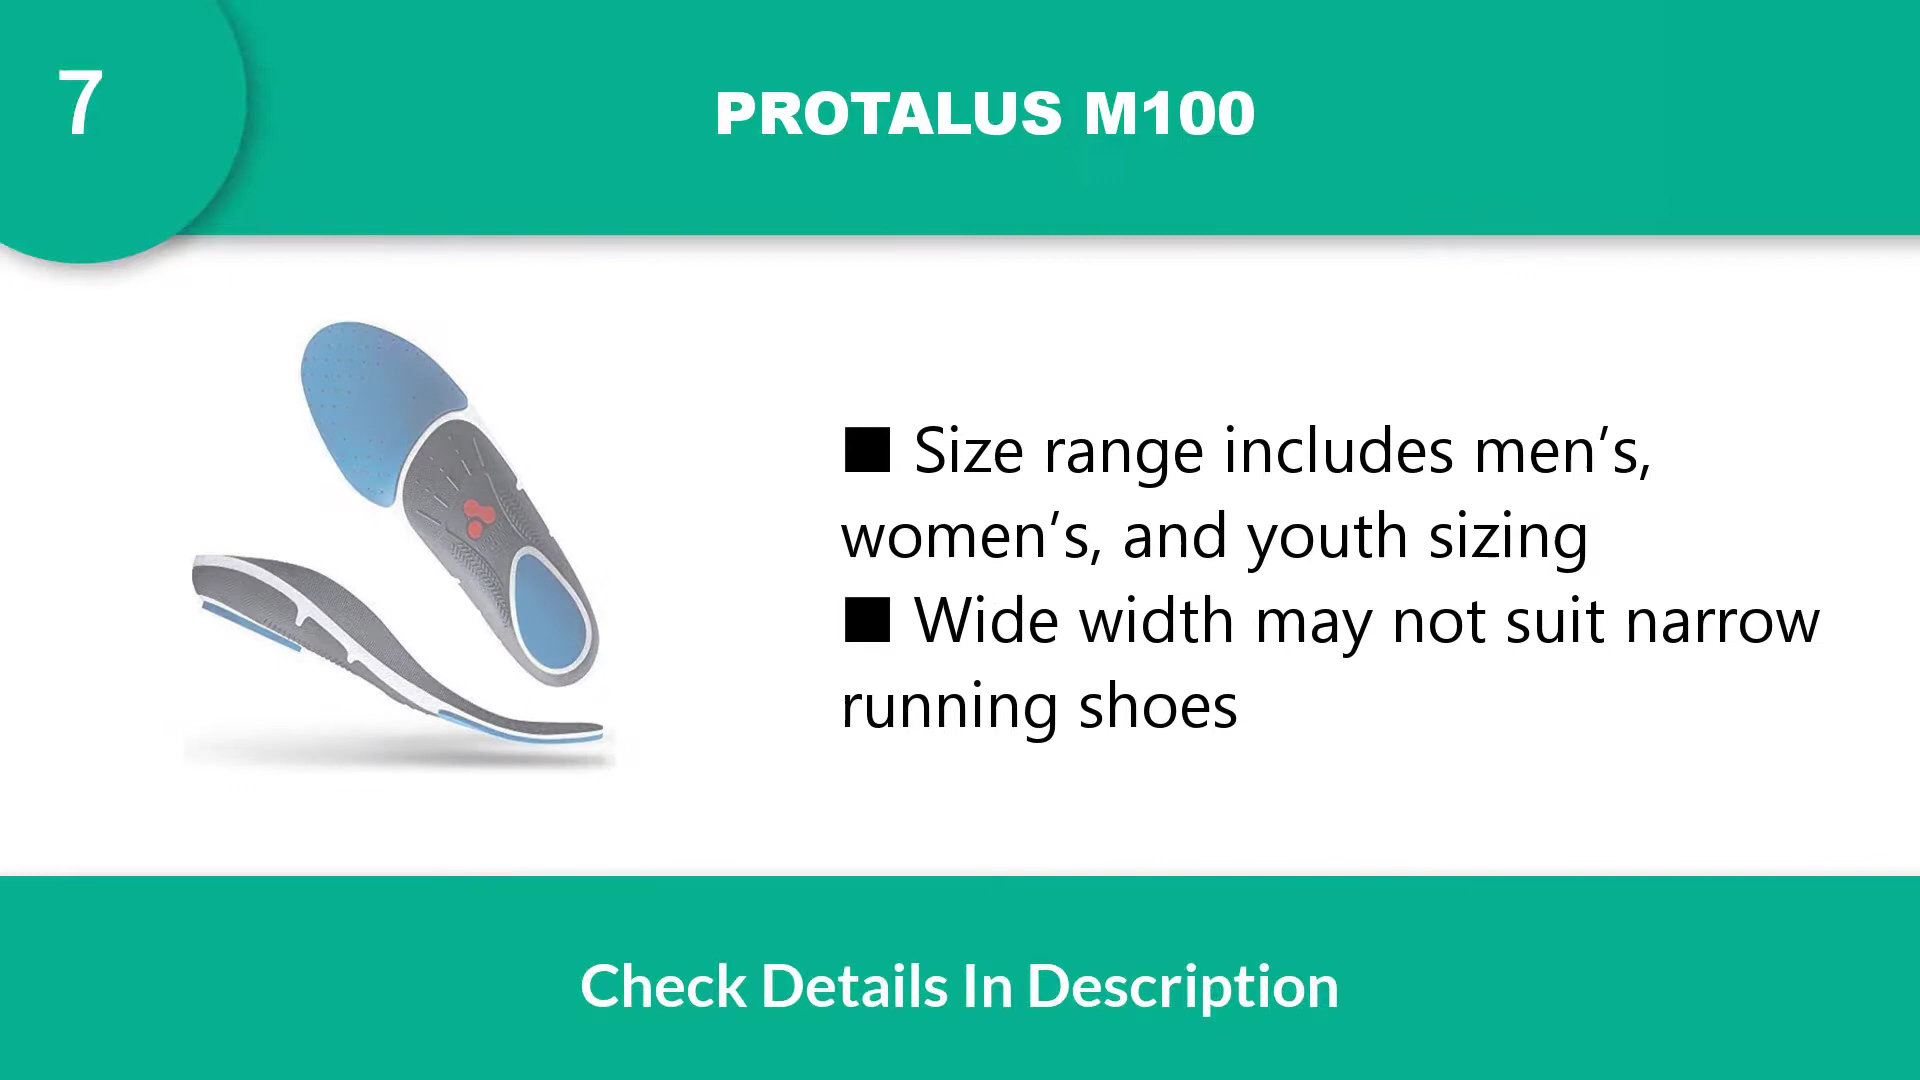 7
PROTALUS M100
■ Size range includes men’s,
women’s, and youth sizing
■ Wide width may not suit narrow
running shoes
Check Details In Description